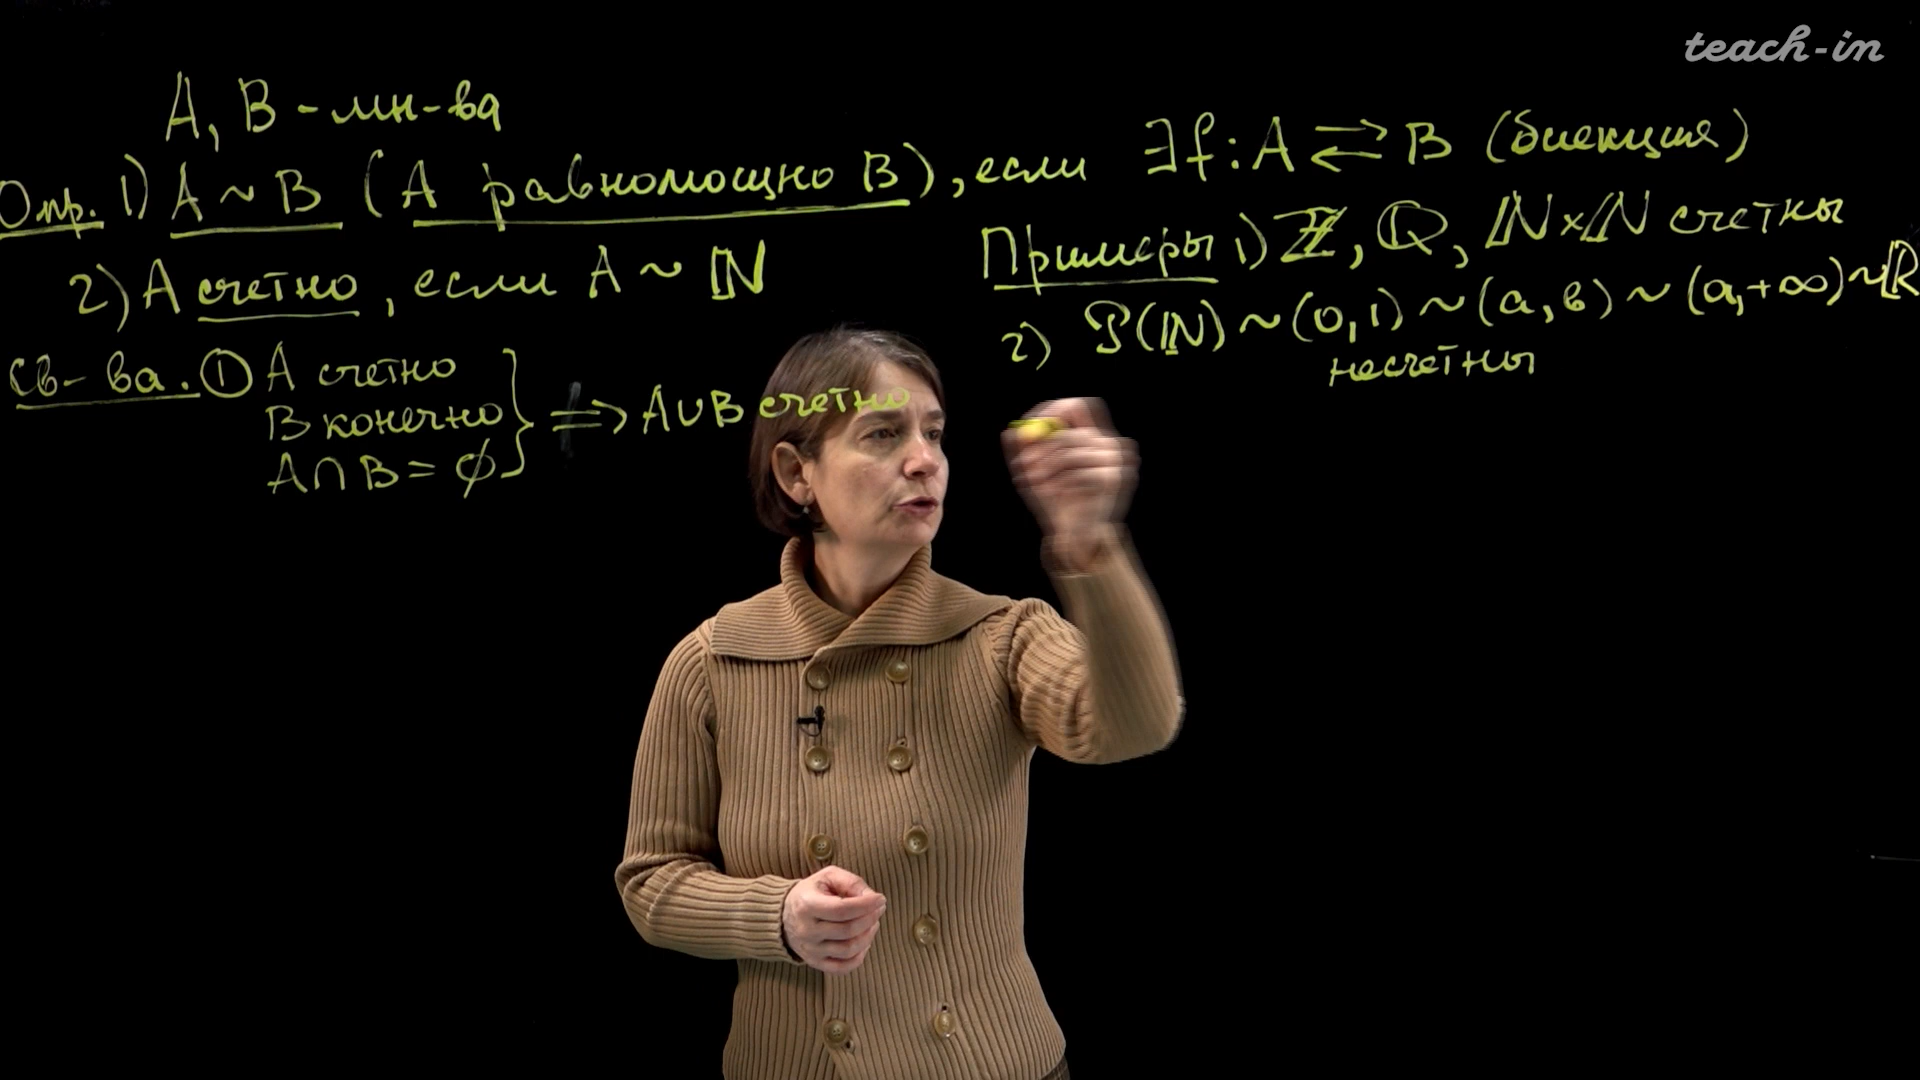 teach-in
A, B - мн-ва
Опр. 1) A ~ B (A равномощно B), если ∃ f : A ⇄ B (биекция)
2) A счетно, если A ~ ℕ
Св-ва. ① A счетно
B конечно
A ∩ B = ∅
} ⇒ A ∪ B счетно
Примеры 1) ℤ, ℚ, ℕ×ℕ счетны
2) P(ℕ) ~ (0,1) ~ (a, b) ~ (a, +∞) ~ ℝ
несчетны